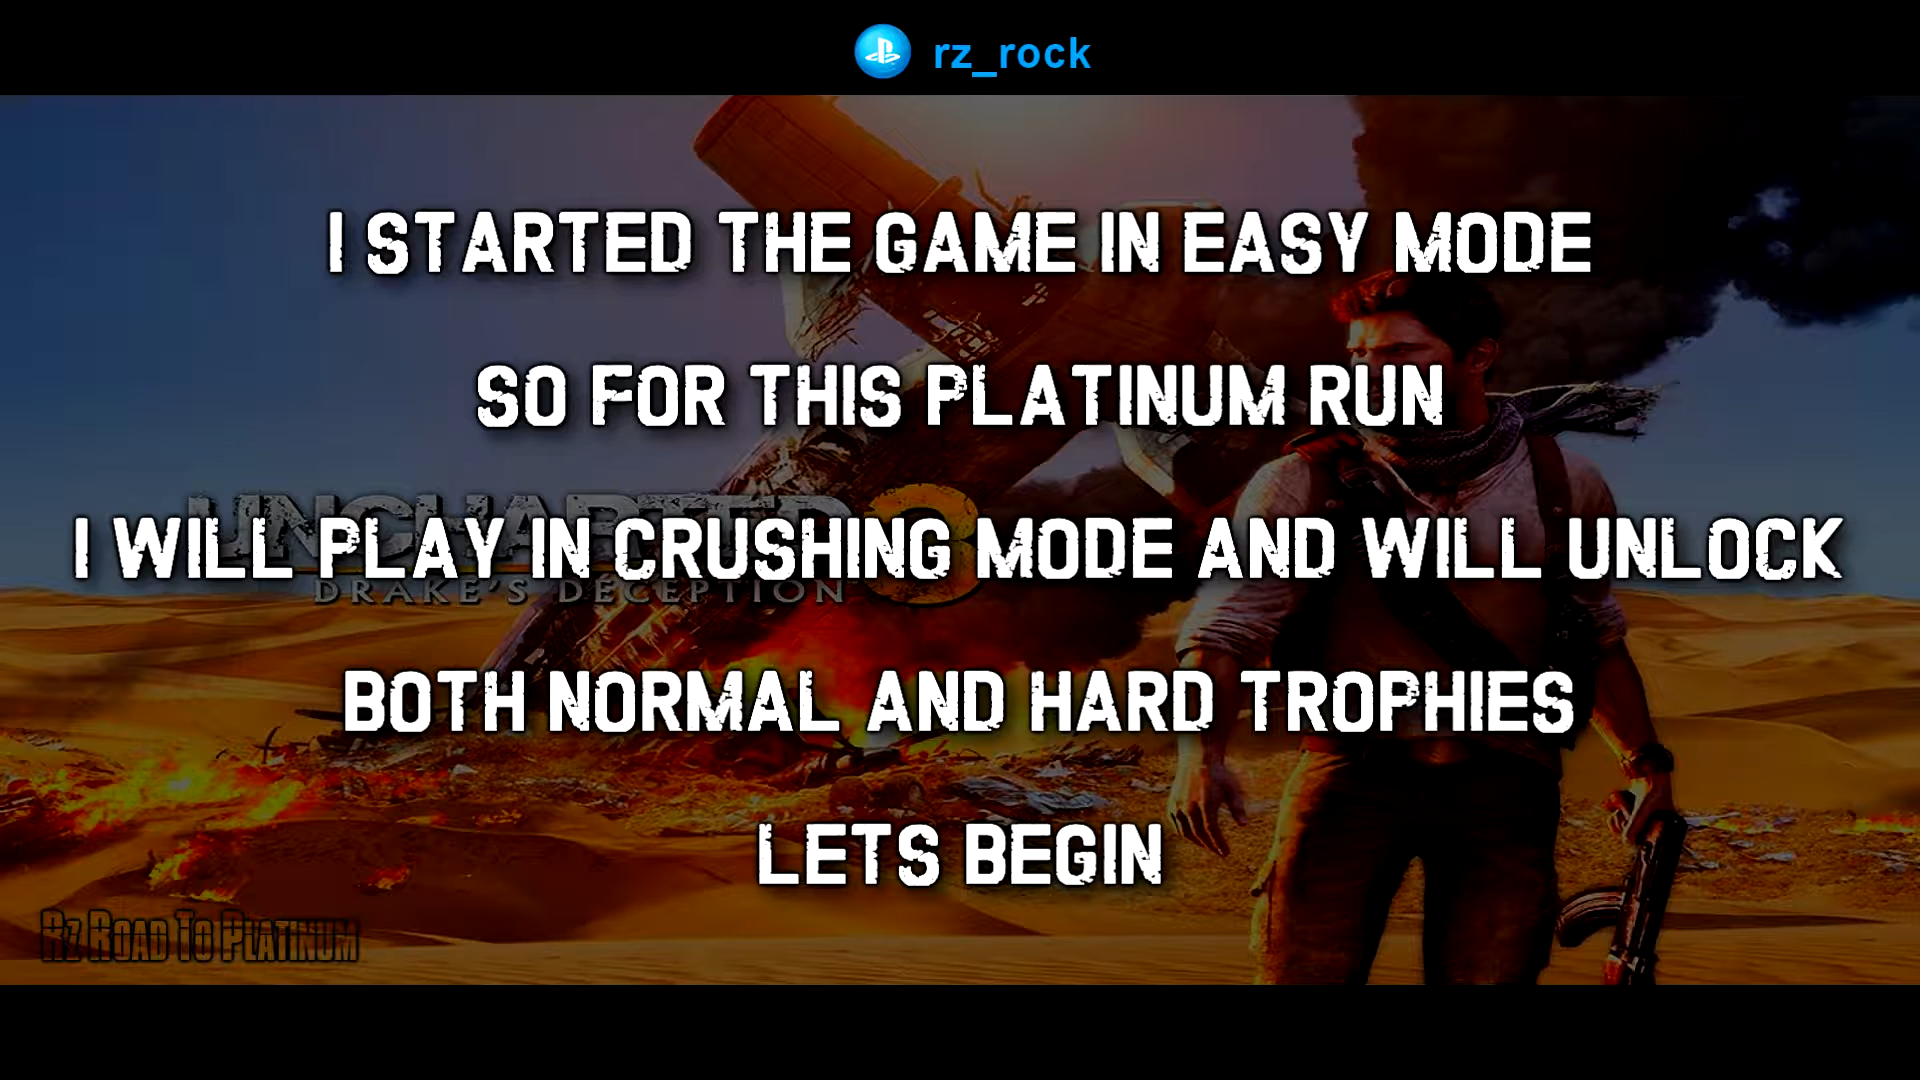 rz_rock
I STARTED THE GAME IN EASY MODE
SO FOR THIS PLATINUM RUN
UNCHARTED 3
I WILL PLAY IN CRUSHING MODE AND WILL UNLOCK
DRAKE'S DECEPTION
BOTH NORMAL AND HARD TROPHIES
LETS BEGIN
RZ ROAD TO PLATINUM